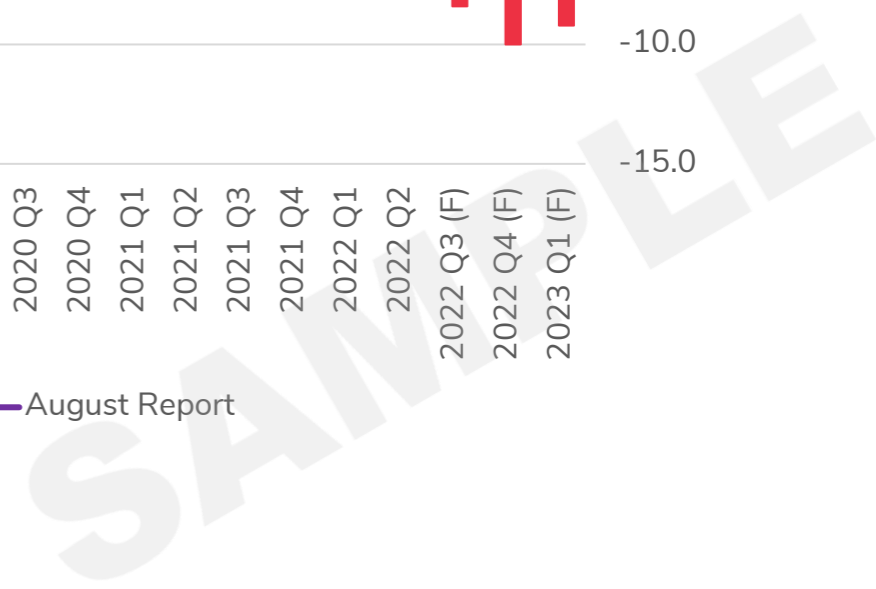 -10.0
-15.0
2020 Q3
2020 Q4
2021 Q1
2021 Q2
2021 Q3
2021 Q4
2022 Q1
2022 Q2
2022 Q3 (F)
2022 Q4 (F)
2023 Q1 (F)
August Report
SAMPLE